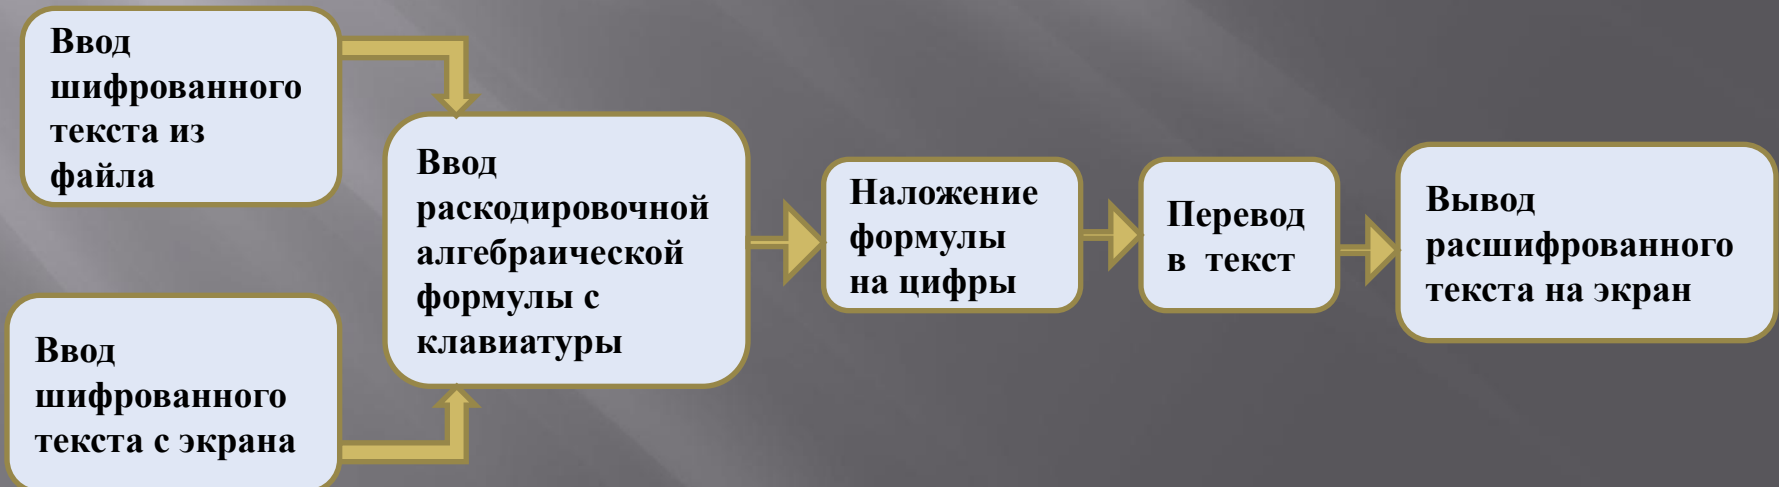 Ввод
шифрованного
текста из
файла
Ввод
шифрованного
текста с экрана
Ввод
раскодировочной
алгебраической
формулы с
клавиатуры
Наложение
формулы
на цифры
Перевод
в текст
Вывод
расшифрованного
текста на экран